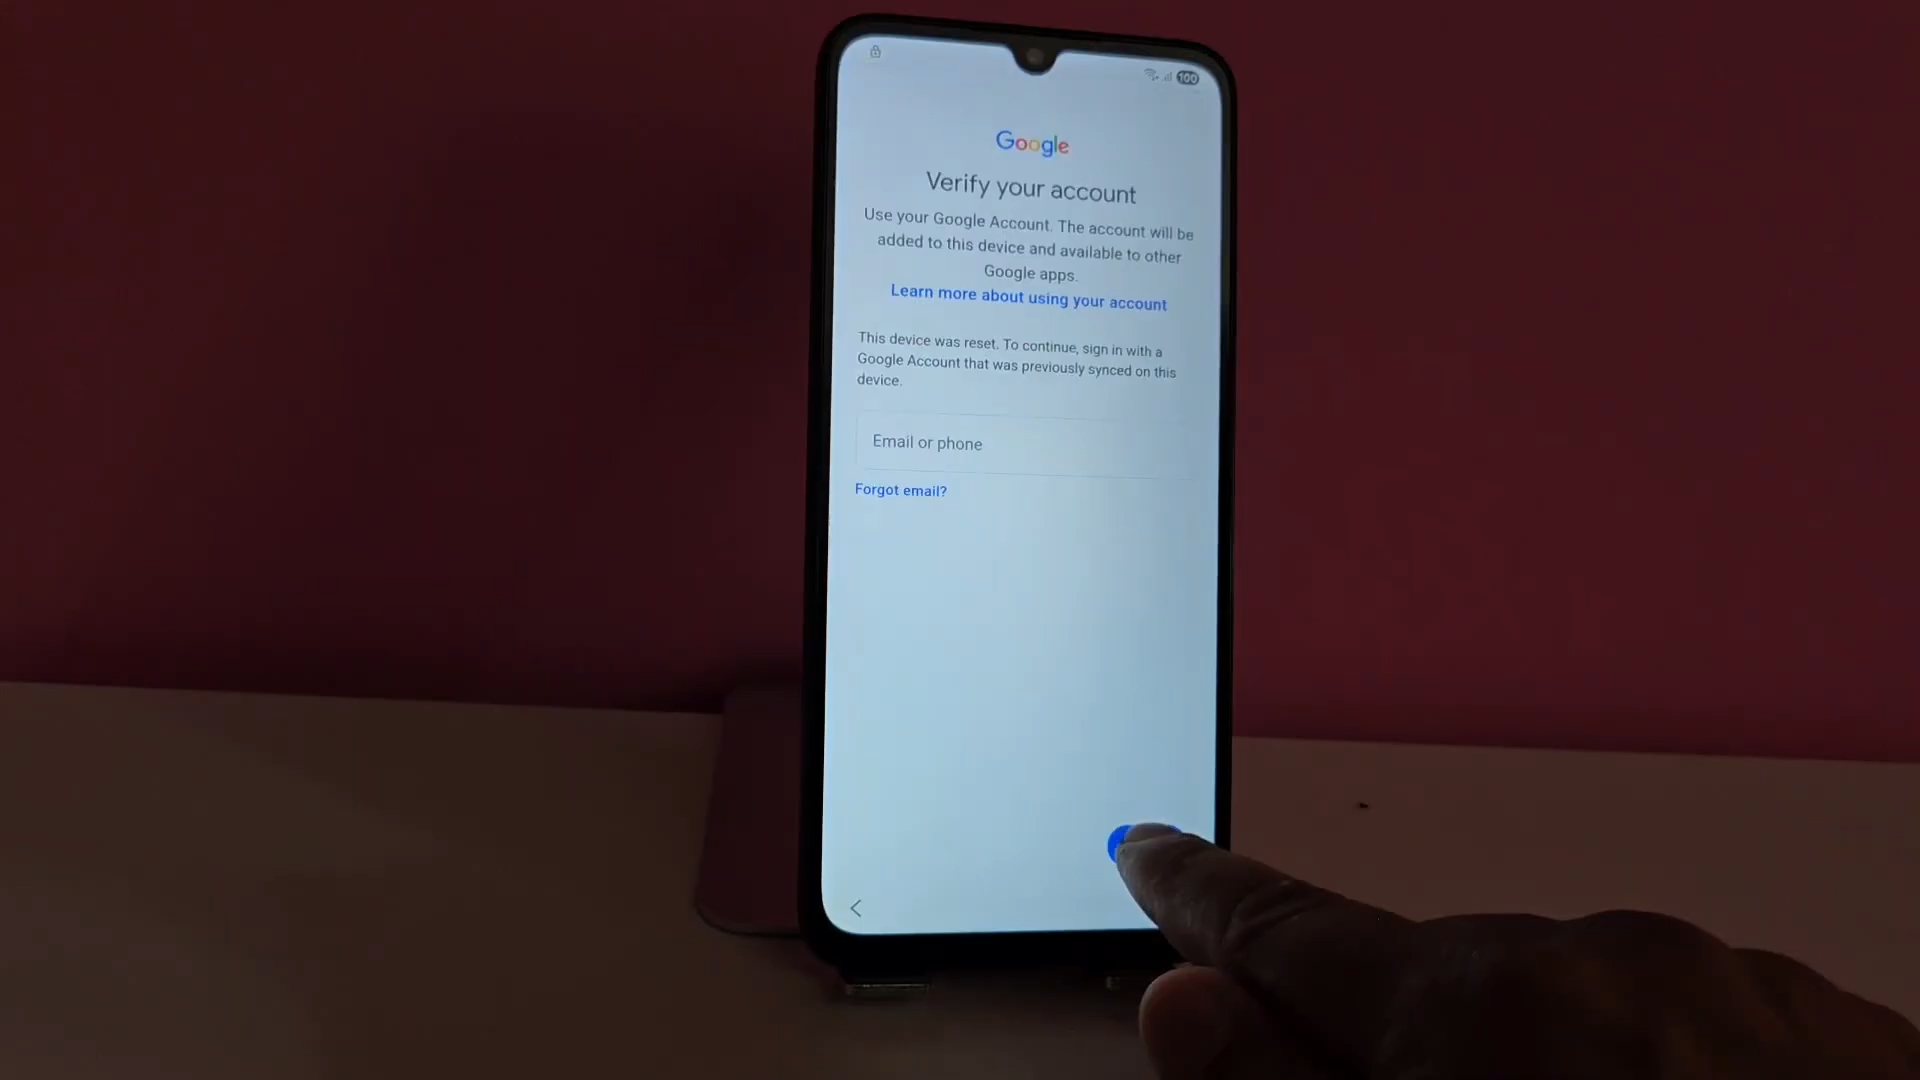 100
Google
Verify your account
Use your Google Account. The account will be
added to this device and available to other
Google apps.
Learn more about using your account
This device was reset. To continue, sign in with a
Google Account that was previously synced on this
device.
Email or phone
Forgot email?